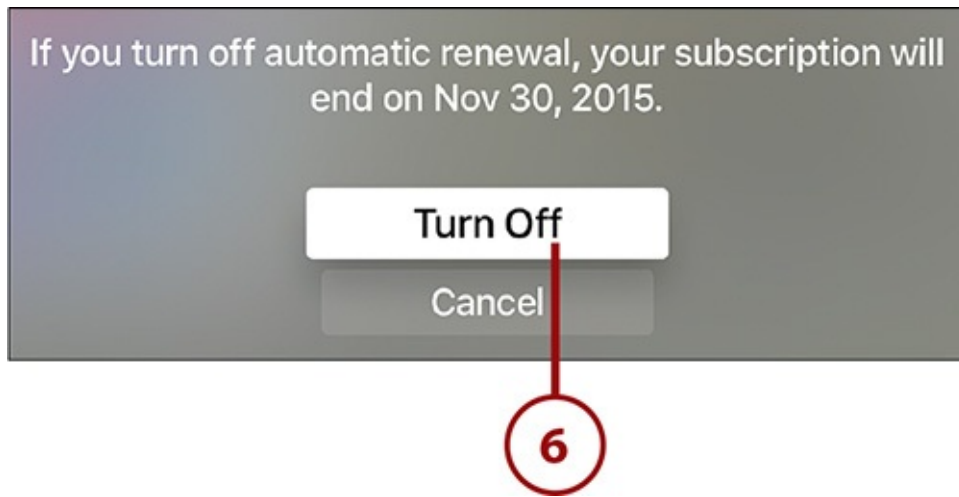 If you turn off automatic renewal, your subscription will
end on Nov 30, 2015.
Turn Off
Cancel
6